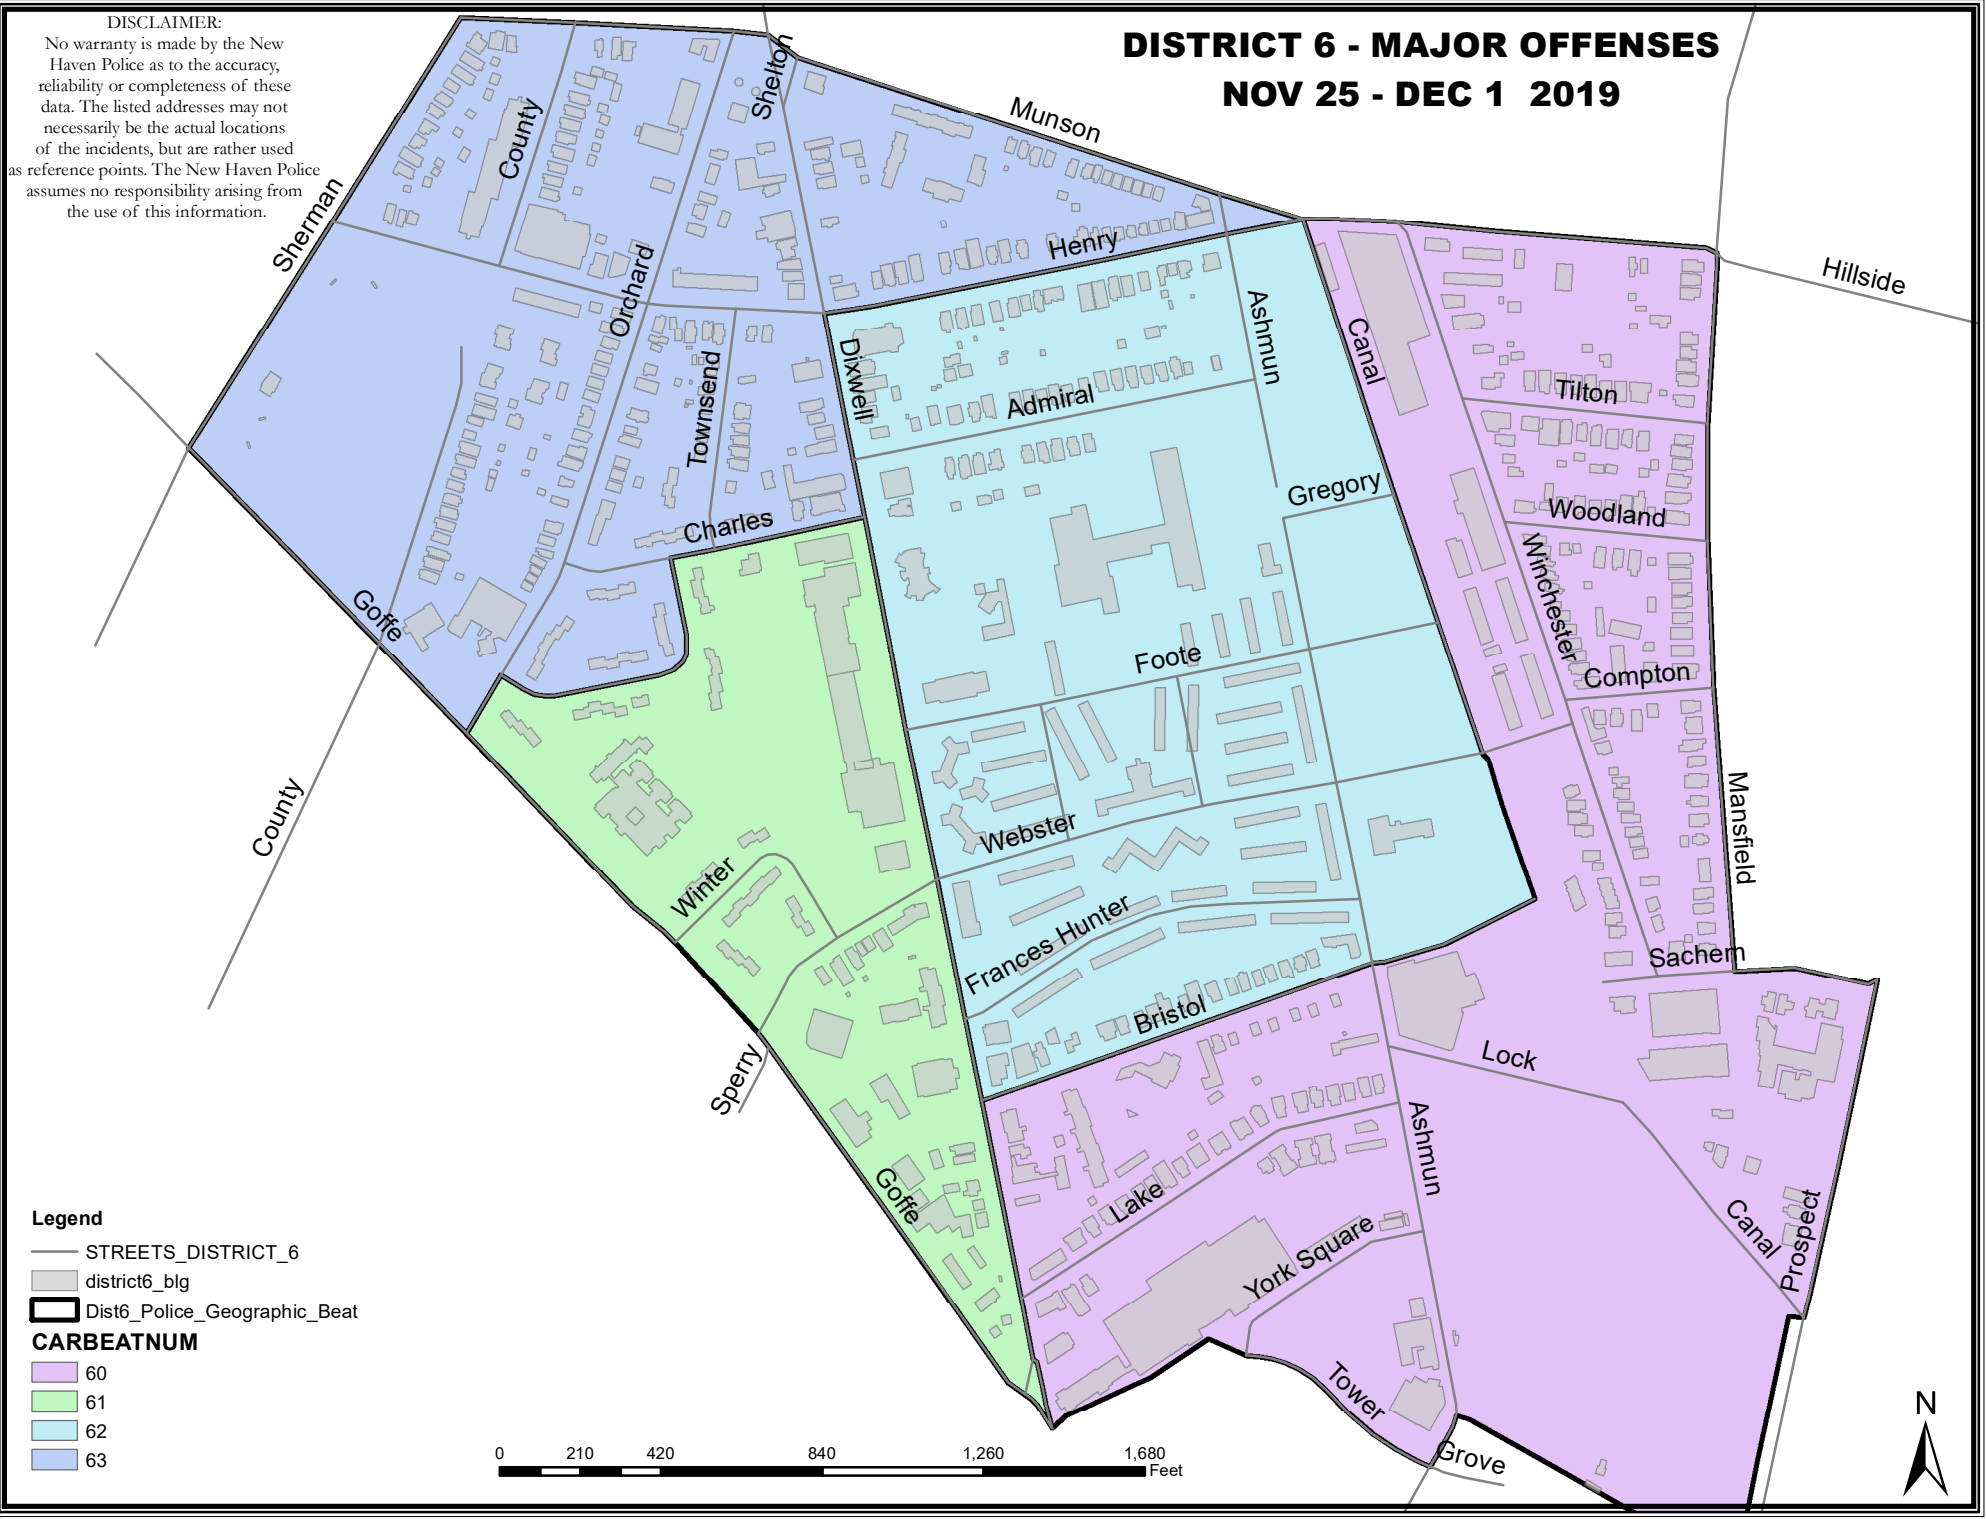 DISCLAIMER:
No warranty is made by the New
Haven Police as to the accuracy,
reliability or completeness of these
data. The listed addresses may not
necessarily be the actual locations
of the incidents, but are rather used
as reference points. The New Haven Police
assumes no responsibility arising from
the use of this information.
DISTRICT 6 - MAJOR OFFENSES
NOV 25 - DEC 1 2019
Shelton
Munson
County
Sherman
Henry
Orchard
Hillside
Ashmun
Canal
Dixwell
Townsend
Admiral
Tilton
Gregory
Woodland
Charles
Winchester
Goffe
Foote
Compton
County
Webster
Mansfield
Winter
Frances Hunter
Sachem
Bristol
Lock
Sperry
Ashmun
Goffe
Lake
York Square
Canal
Prospect
Tower
Grove
Legend
STREETS_DISTRICT_6
district6_blg
Dist6_Police_Geographic_Beat
CARBEATNUM
60
61
62
63
0 210 420 840 1,260 1,680
Feet
N